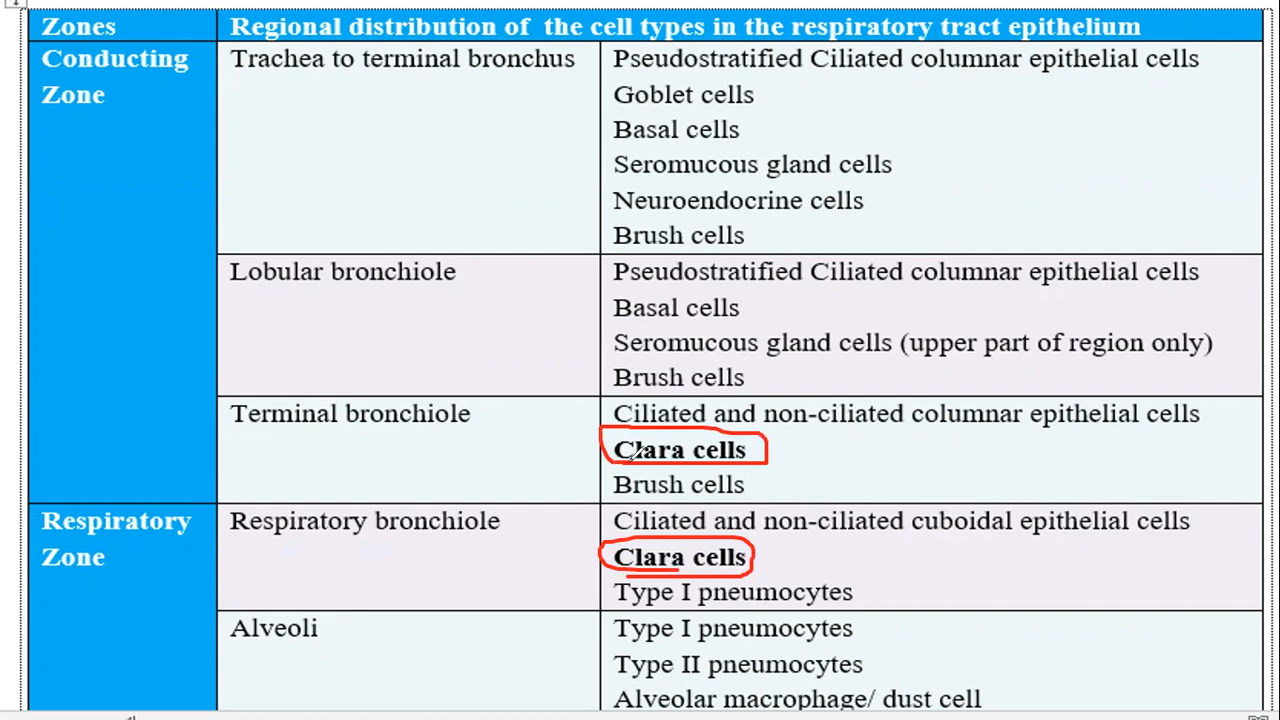 Zones
Regional distribution of the cell types in the respiratory tract epithelium
Conducting
Zone
Trachea to terminal bronchus
Pseudostratified Ciliated columnar epithelial cells
Goblet cells
Basal cells
Seromucous gland cells
Neuroendocrine cells
Brush cells
Lobular bronchiole
Pseudostratified Ciliated columnar epithelial cells
Basal cells
Seromucous gland cells (upper part of region only)
Brush cells
Terminal bronchiole
Ciliated and non-ciliated columnar epithelial cells
Clara cells
Brush cells
Respiratory
Zone
Respiratory bronchiole
Ciliated and non-ciliated cuboidal epithelial cells
Clara cells
Type I pneumocytes
Alveoli
Type I pneumocytes
Type II pneumocytes
Alveolar macrophage/ dust cell